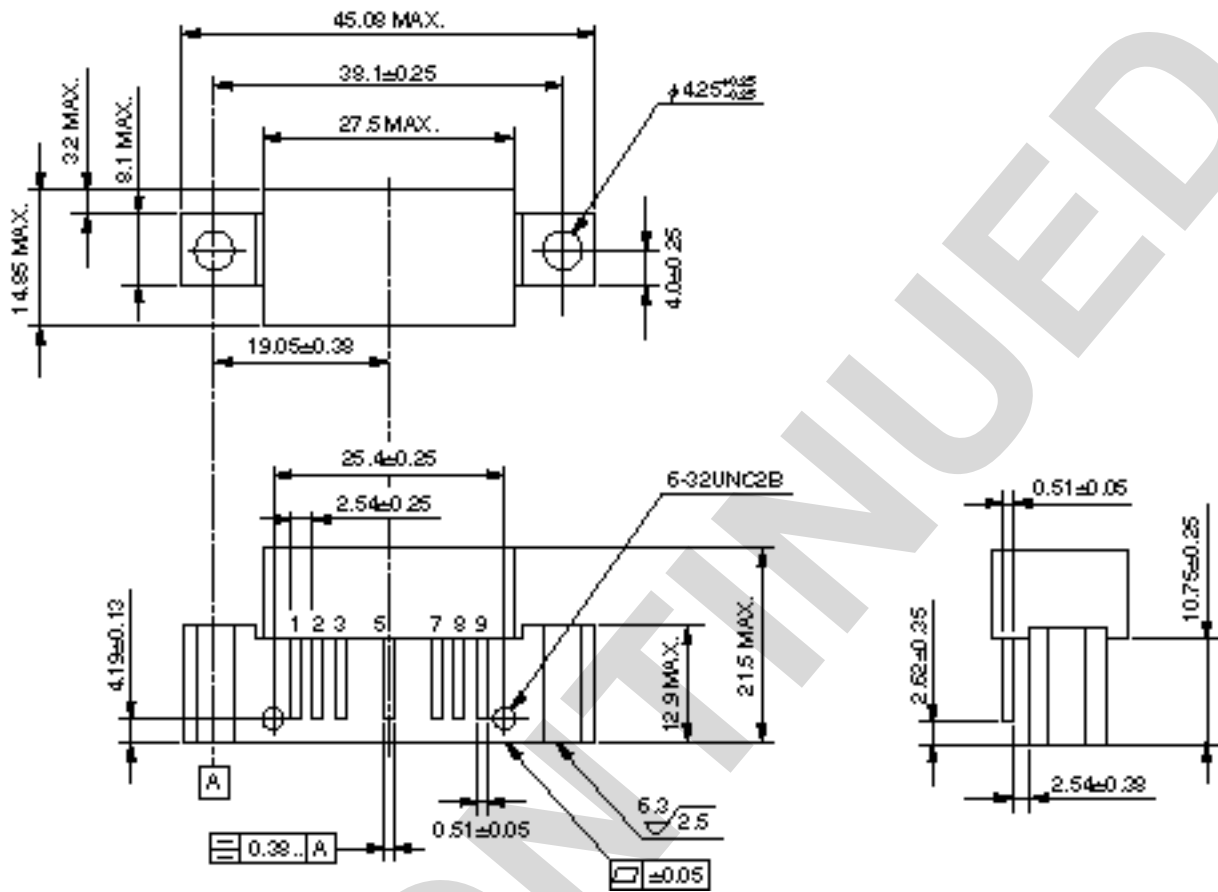 45.08 MAX.
38.1±0.25
27.5 MAX.
3.2 MAX.
8.1 MAX.
14.85 MAX.
4.0±0.25
19.05±0.38
25.4±0.25
6-32UNC2B
2.54±0.25
0.51±0.05
10.75±0.25
1 2 3 5 7 8 9
4.19±0.13
12.9 MAX.
21.5 MAX.
2.62±0.35
A
2.54±0.38
0.51±0.05
6.3
2.5
0.38.. A
±0.05
ONTINUED